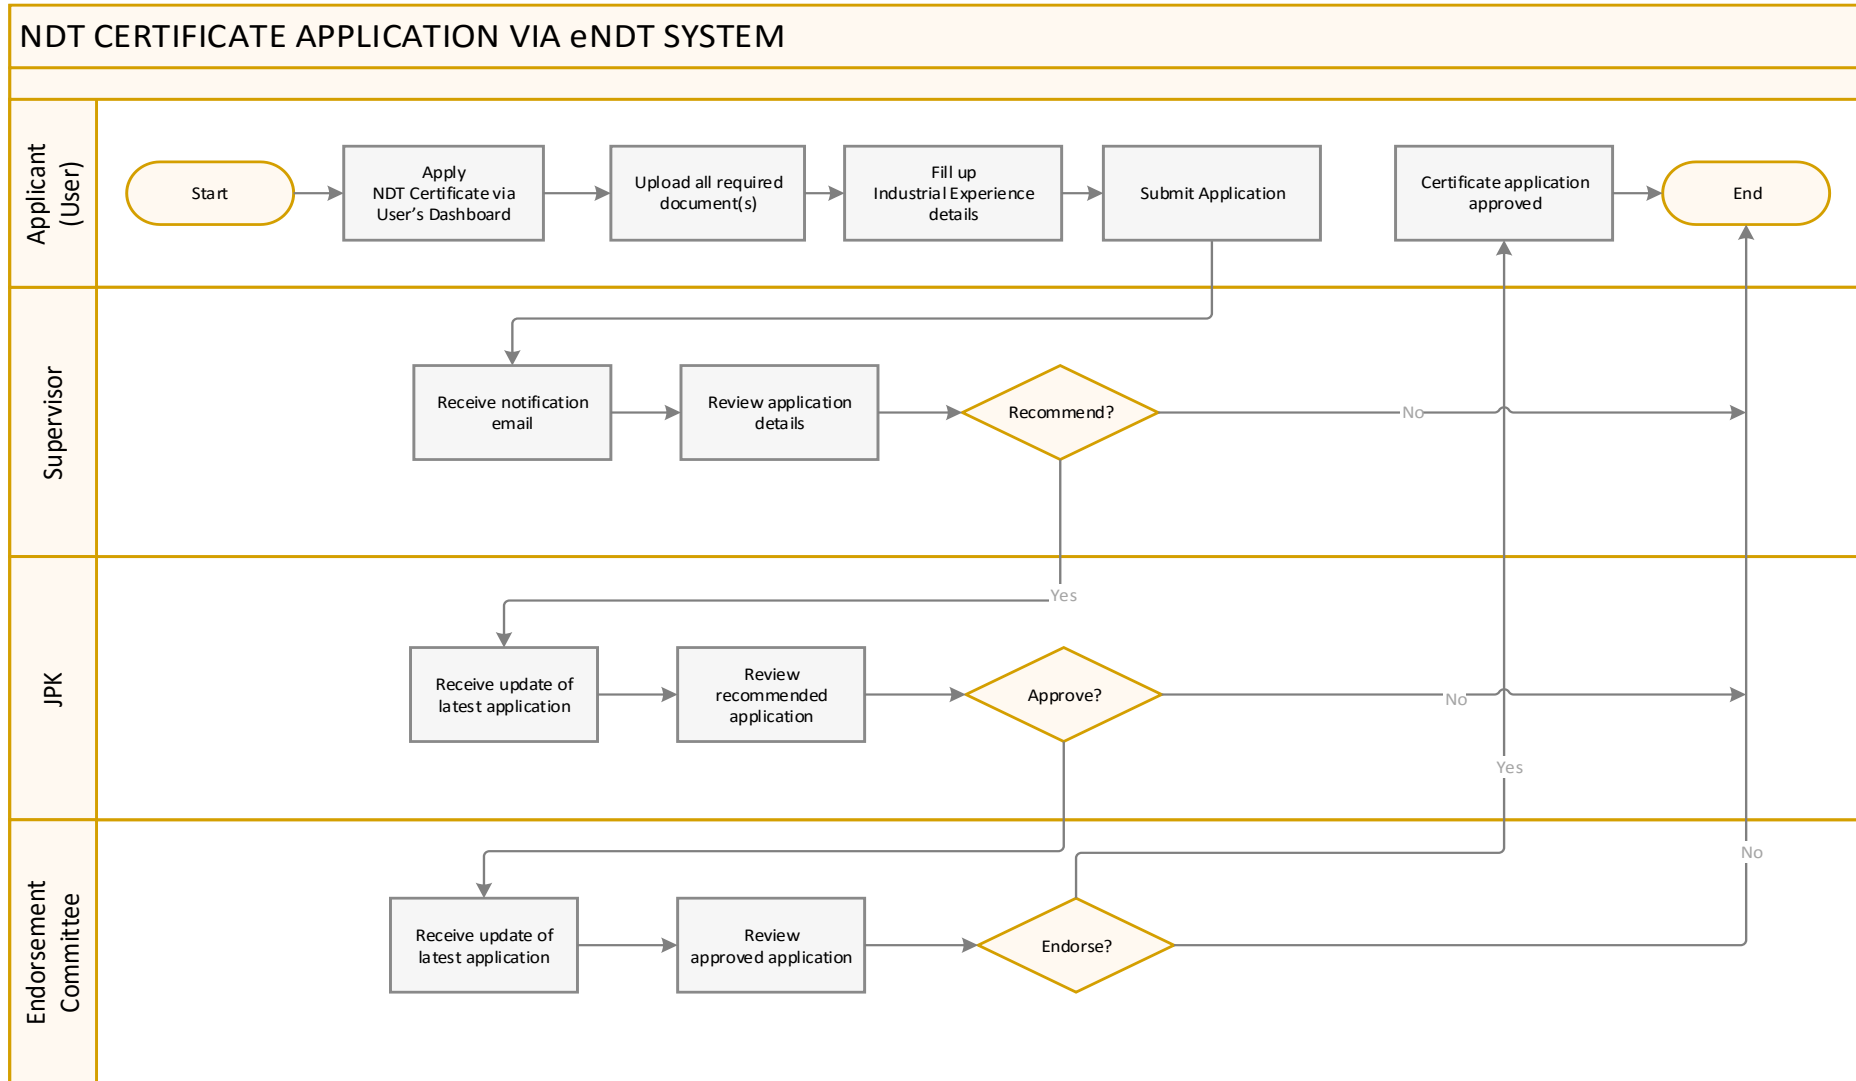 NDT CERTIFICATE APPLICATION VIA eNDT SYSTEM
Applicant
(User)
Start
Apply
NDT Certificate via
User's Dashboard
Upload all required
document(s)
Fill up
Industrial Experience
details
Submit Application
Certificate application
approved
End
Supervisor
Receive notification
email
Review application
details
Recommend?
No
Yes
JPK
Receive update of
latest application
Review
recommended
application
Approve?
No
Yes
No
Endorsement
Committee
Receive update of
latest application
Review
approved application
Endorse?